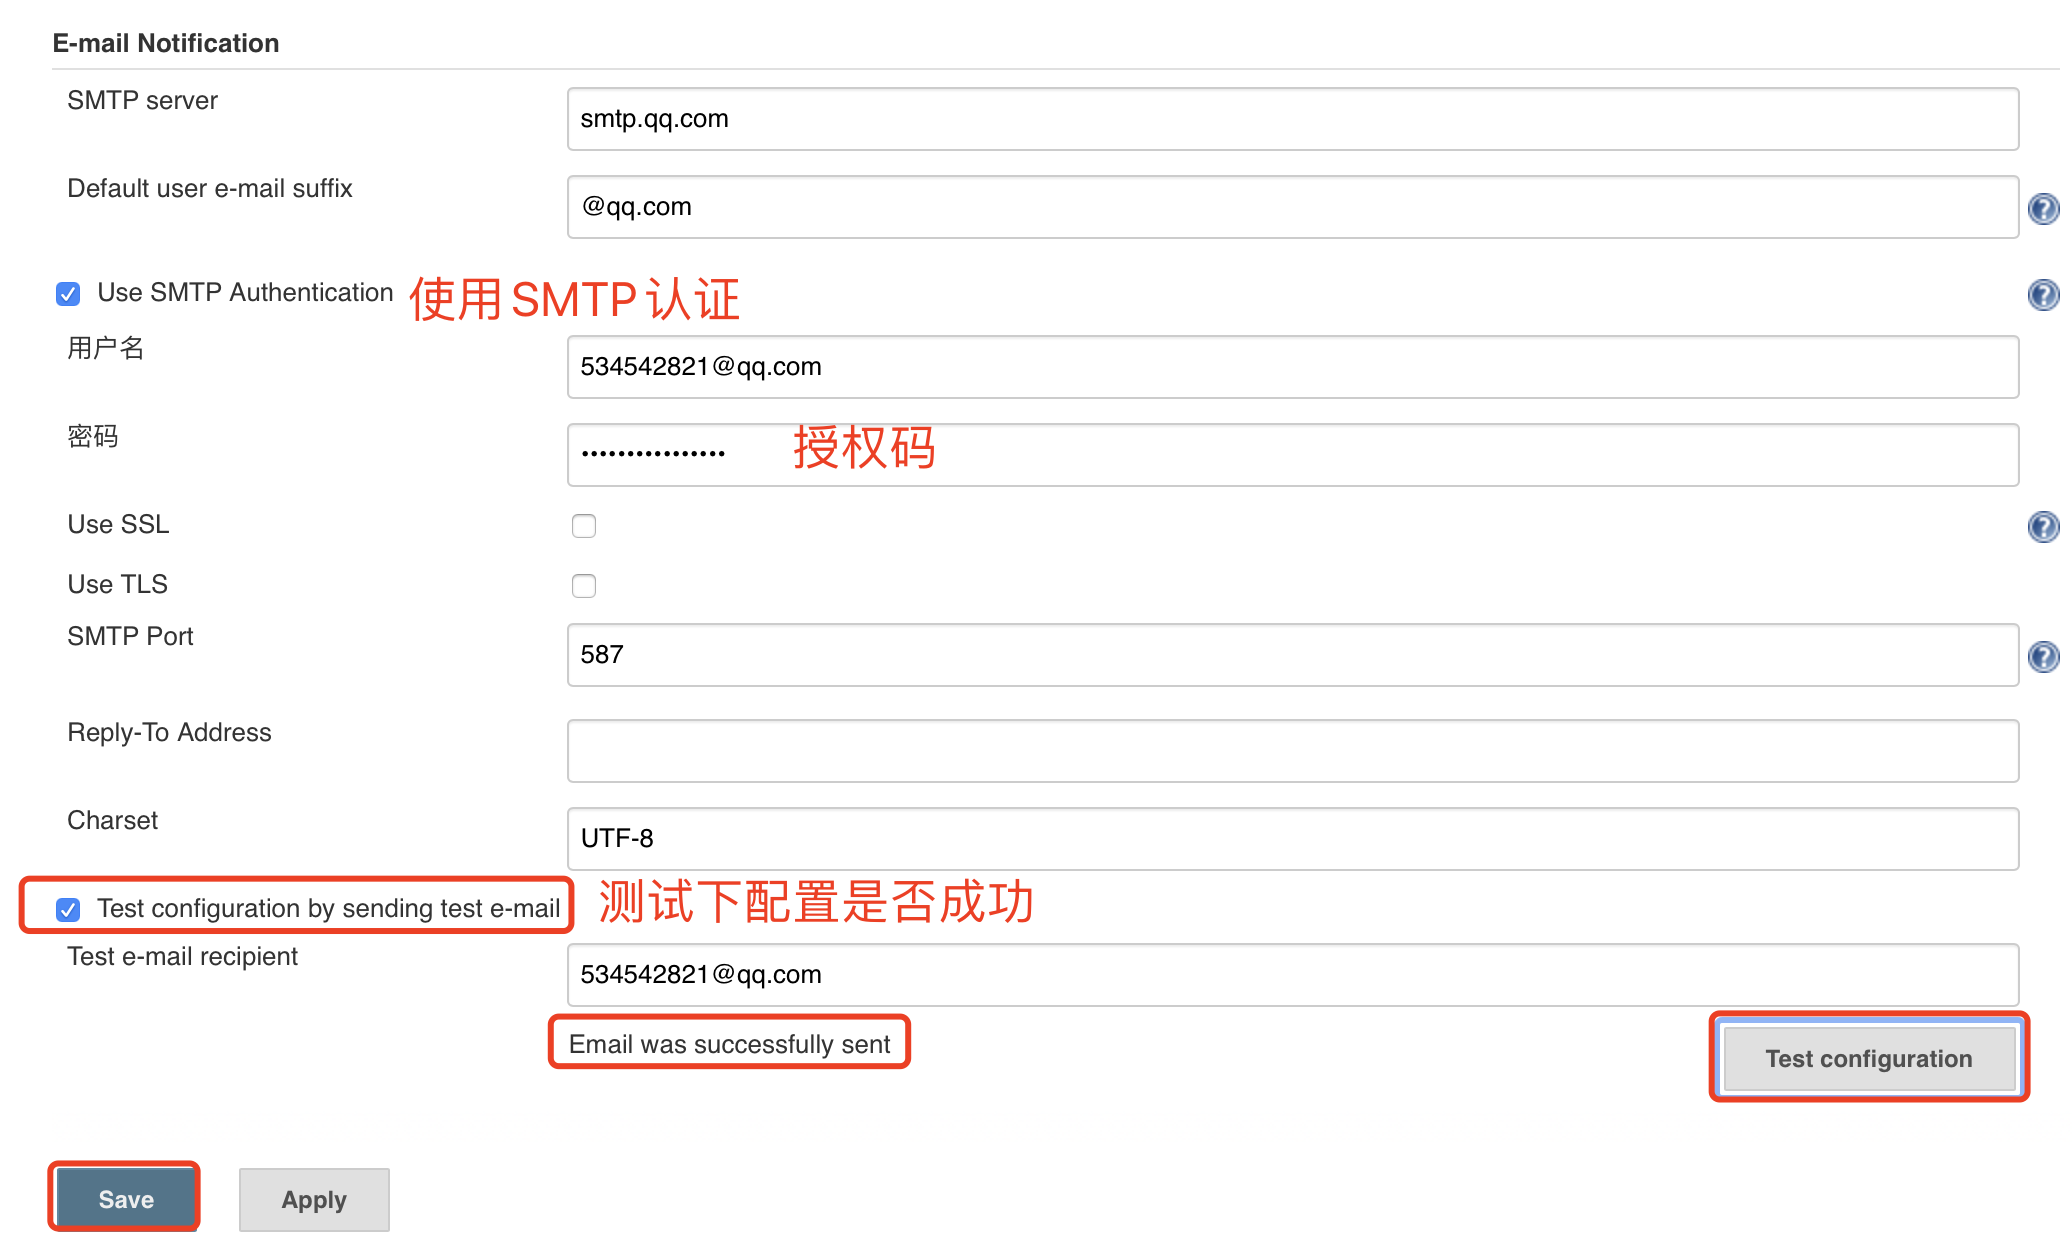 E-mail Notification
SMTP server
smtp.qq.com
Default user e-mail suffix
@qq.com
Use SMTP Authentication 使用SMTP认证
用户名
534542821@qq.com
密码
•••••••••••••••• 授权码
Use SSL
Use TLS
SMTP Port
587
Reply-To Address
Charset
UTF-8
Test configuration by sending test e-mail 测试下配置是否成功
Test e-mail recipient
534542821@qq.com
Email was successfully sent
Test configuration
Save Apply